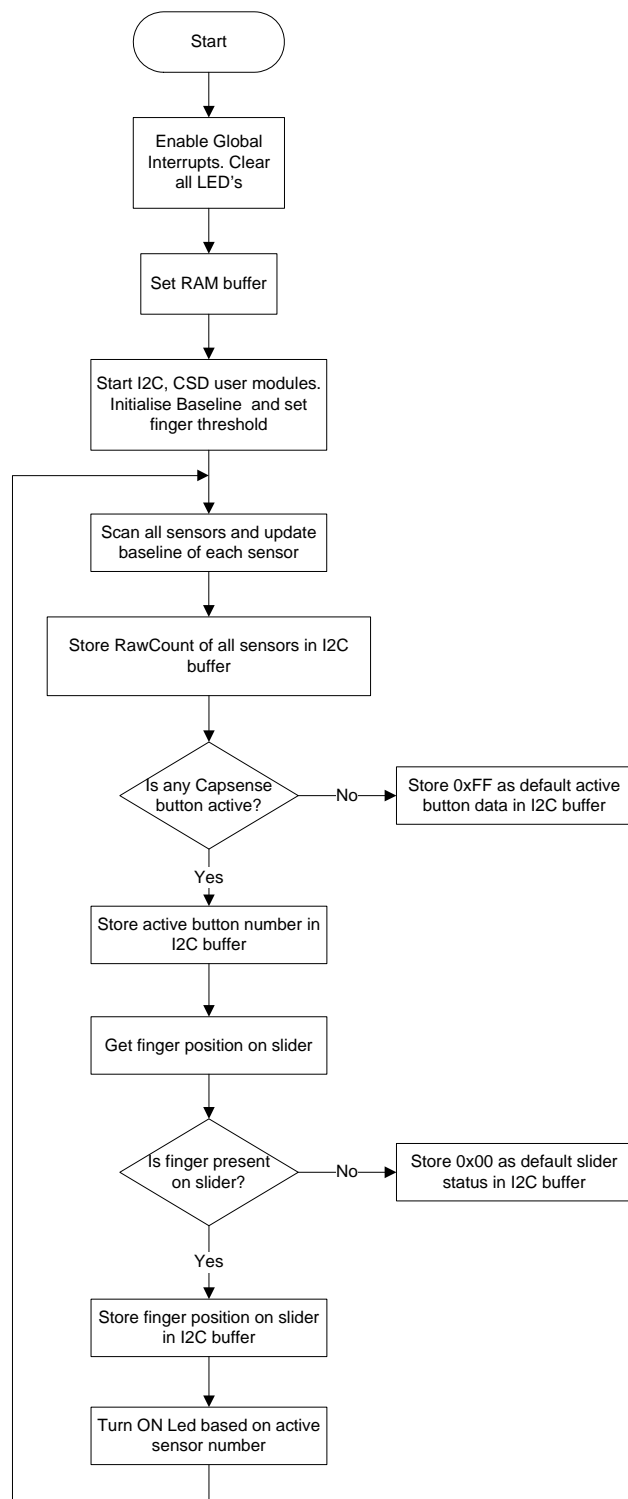 Start
Enable Global
Interrupts. Clear
all LED's
Set RAM buffer
Start I2C, CSD user modules.
Initialise Baseline  and set
finger threshold
Scan all sensors and update
baseline of each sensor
Store RawCount of all sensors in I2C
buffer
Is any Capsense
button active?
No
Store 0xFF as default active
button data in I2C buffer
Yes
Store active button number in
I2C buffer
Get finger position on slider
Is finger present
on slider?
No
Store 0x00 as default slider
status in I2C buffer
Yes
Store finger position on slider
in I2C buffer
Turn ON Led based on active
sensor number